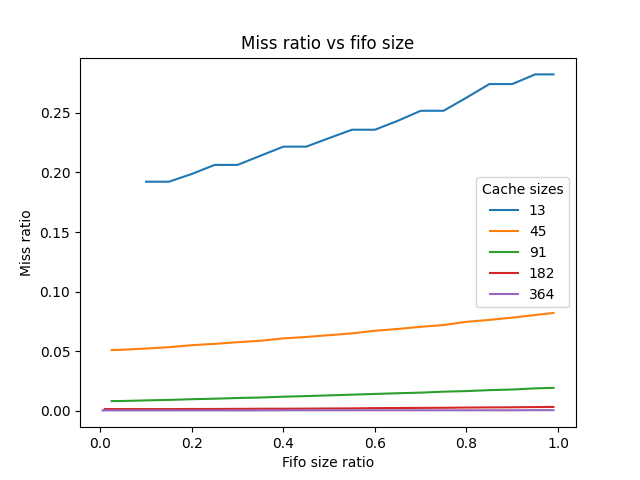 Miss ratio vs fifo size
Miss ratio
0.25
0.20
0.15
0.10
0.05
0.00
Cache sizes
13
45
91
182
364
0.0 0.2 0.4 0.6 0.8 1.0
Fifo size ratio